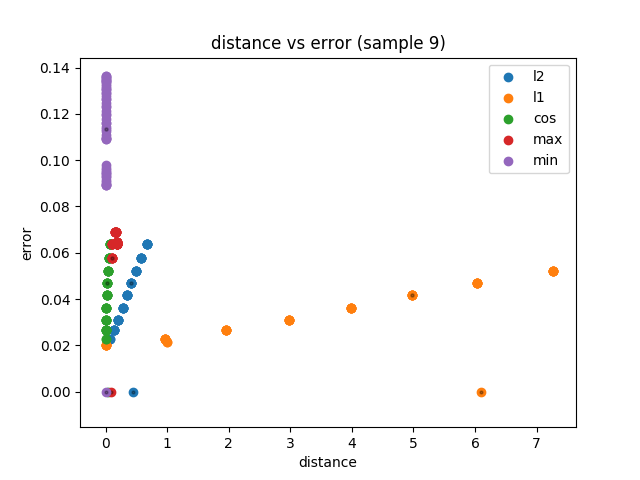 distance vs error (sample 9)
l2
l1
cos
max
min
error
0.14
0.12
0.10
0.08
0.06
0.04
0.02
0.00
0 1 2 3 4 5 6 7
distance